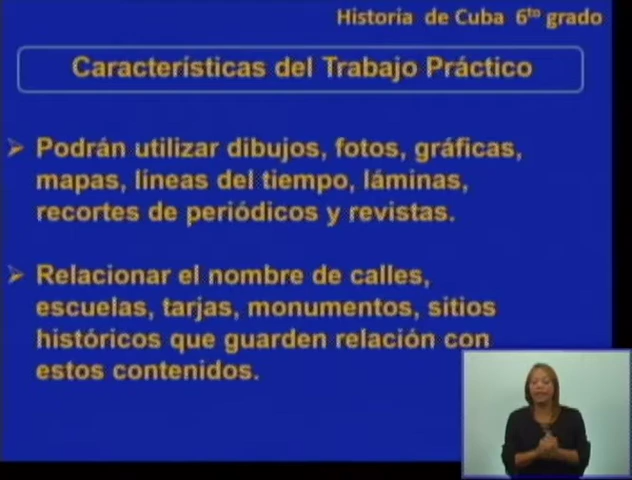 Historia de Cuba 6to grado
Características del Trabajo Práctico
➢ Podrán utilizar dibujos, fotos, gráficas,
mapas, líneas del tiempo, láminas,
recortes de periódicos y revistas.
➢ Relacionar el nombre de calles,
escuelas, tarjas, monumentos, sitios
históricos que guarden relación con
estos contenidos.